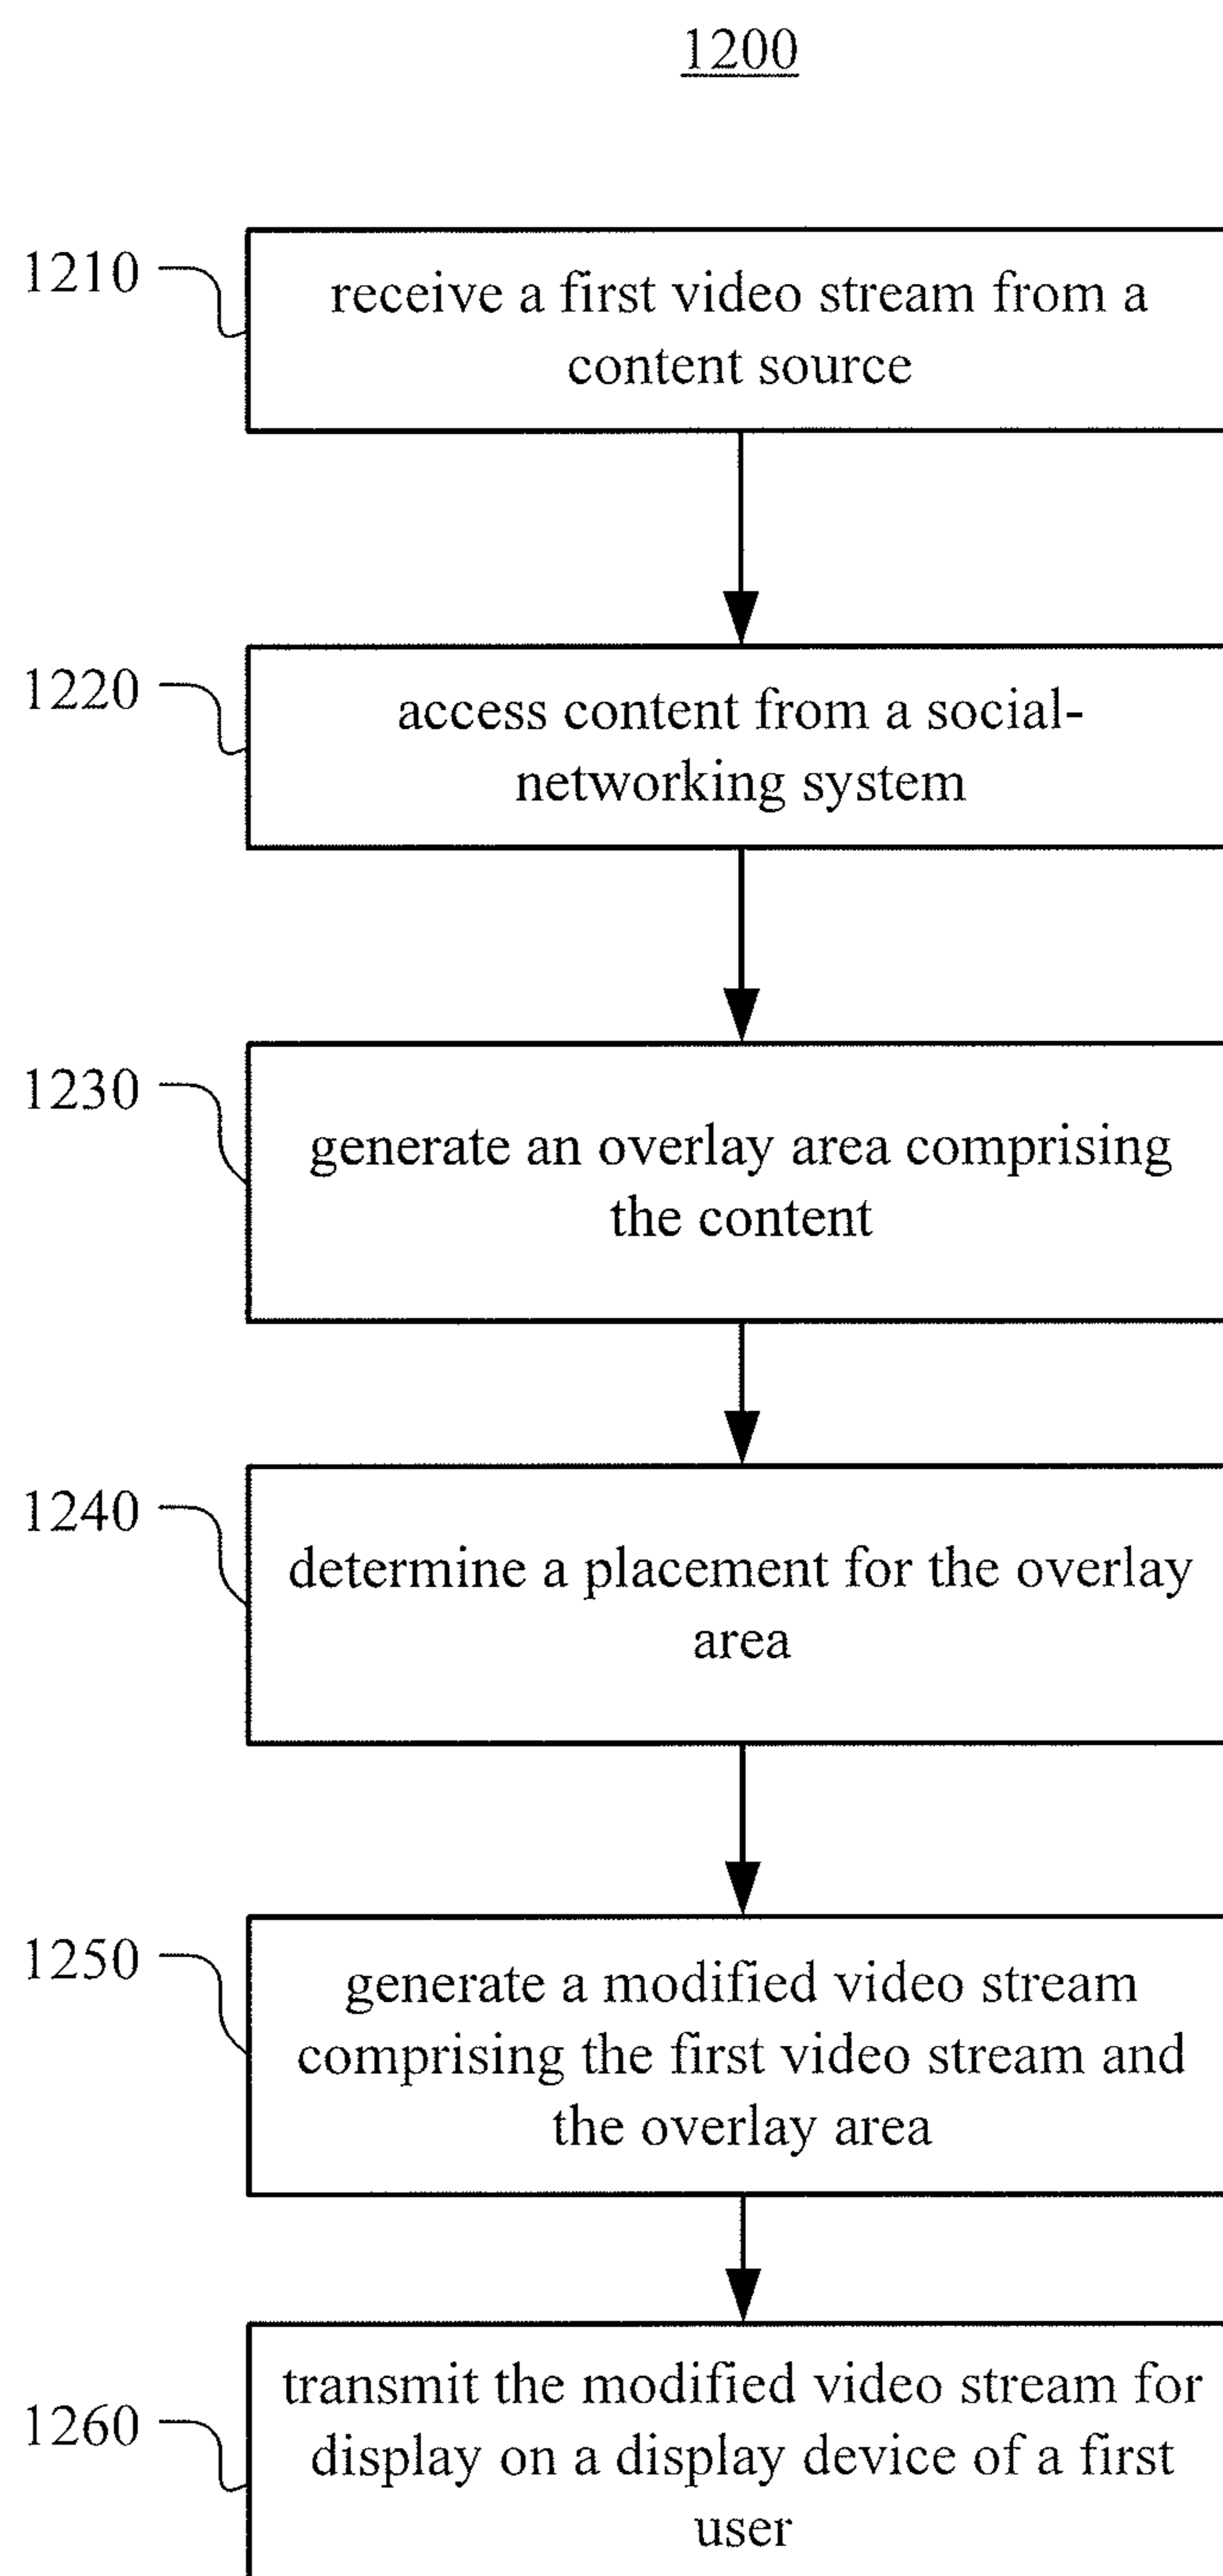 1200
1210
receive a first video stream from a
content source
1220
access content from a social-
networking system
1230
generate an overlay area comprising
the content
1240
determine a placement for the overlay
area
1250
generate a modified video stream
comprising the first video stream and
the overlay area
1260
transmit the modified video stream for
display on a display device of a first
user